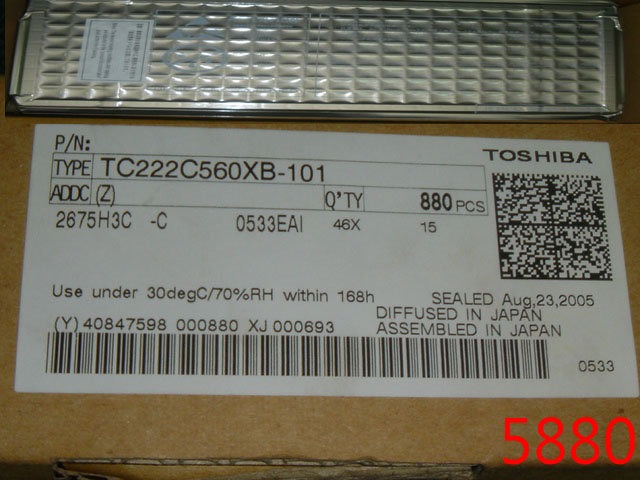 P/N:
TOSHIBA
TYPE TC222C560XB-101
ADDC (Z) Q'TY 880 PCS
2675H3C -C 0533EAI 46X 15
Use under 30degC/70%RH within 168h
SEALED Aug,23,2005
DIFFUSED IN JAPAN
(Y) 40847598 000880 XJ 000693
ASSEMBLED IN JAPAN
0533
5880